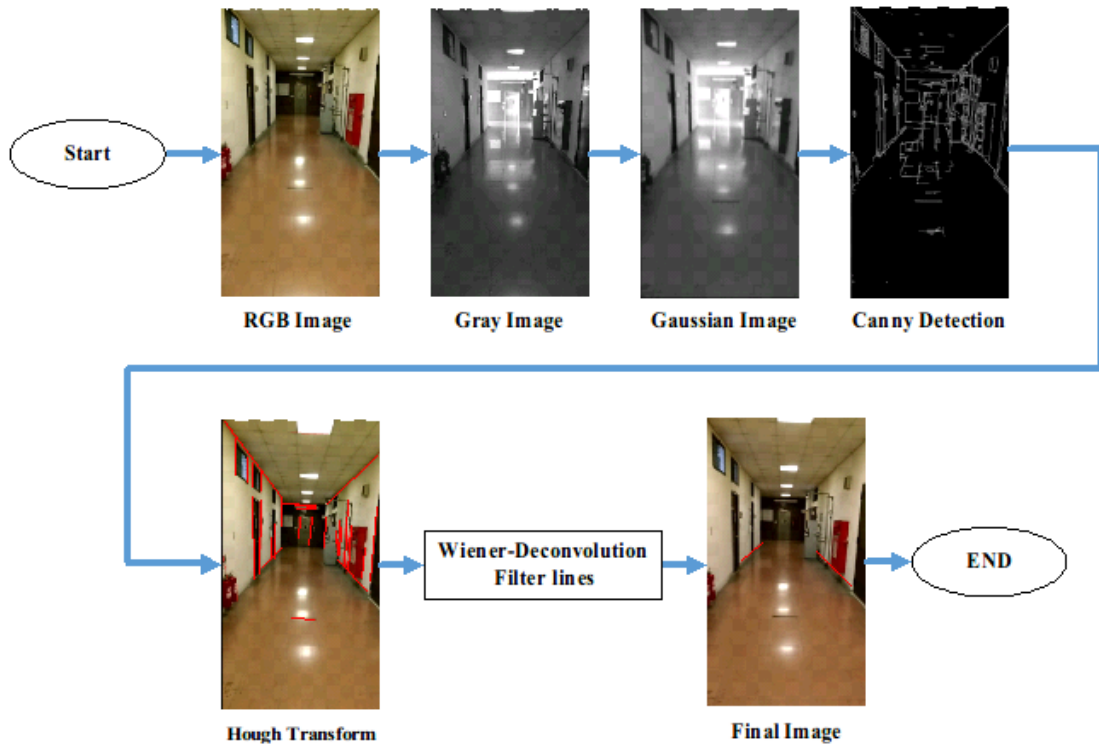 Start
RGB Image
Gray Image
Gaussian Image
Canny Detection
Hough Transform
Wiener-Deconvolution
Filter lines
Final Image
END